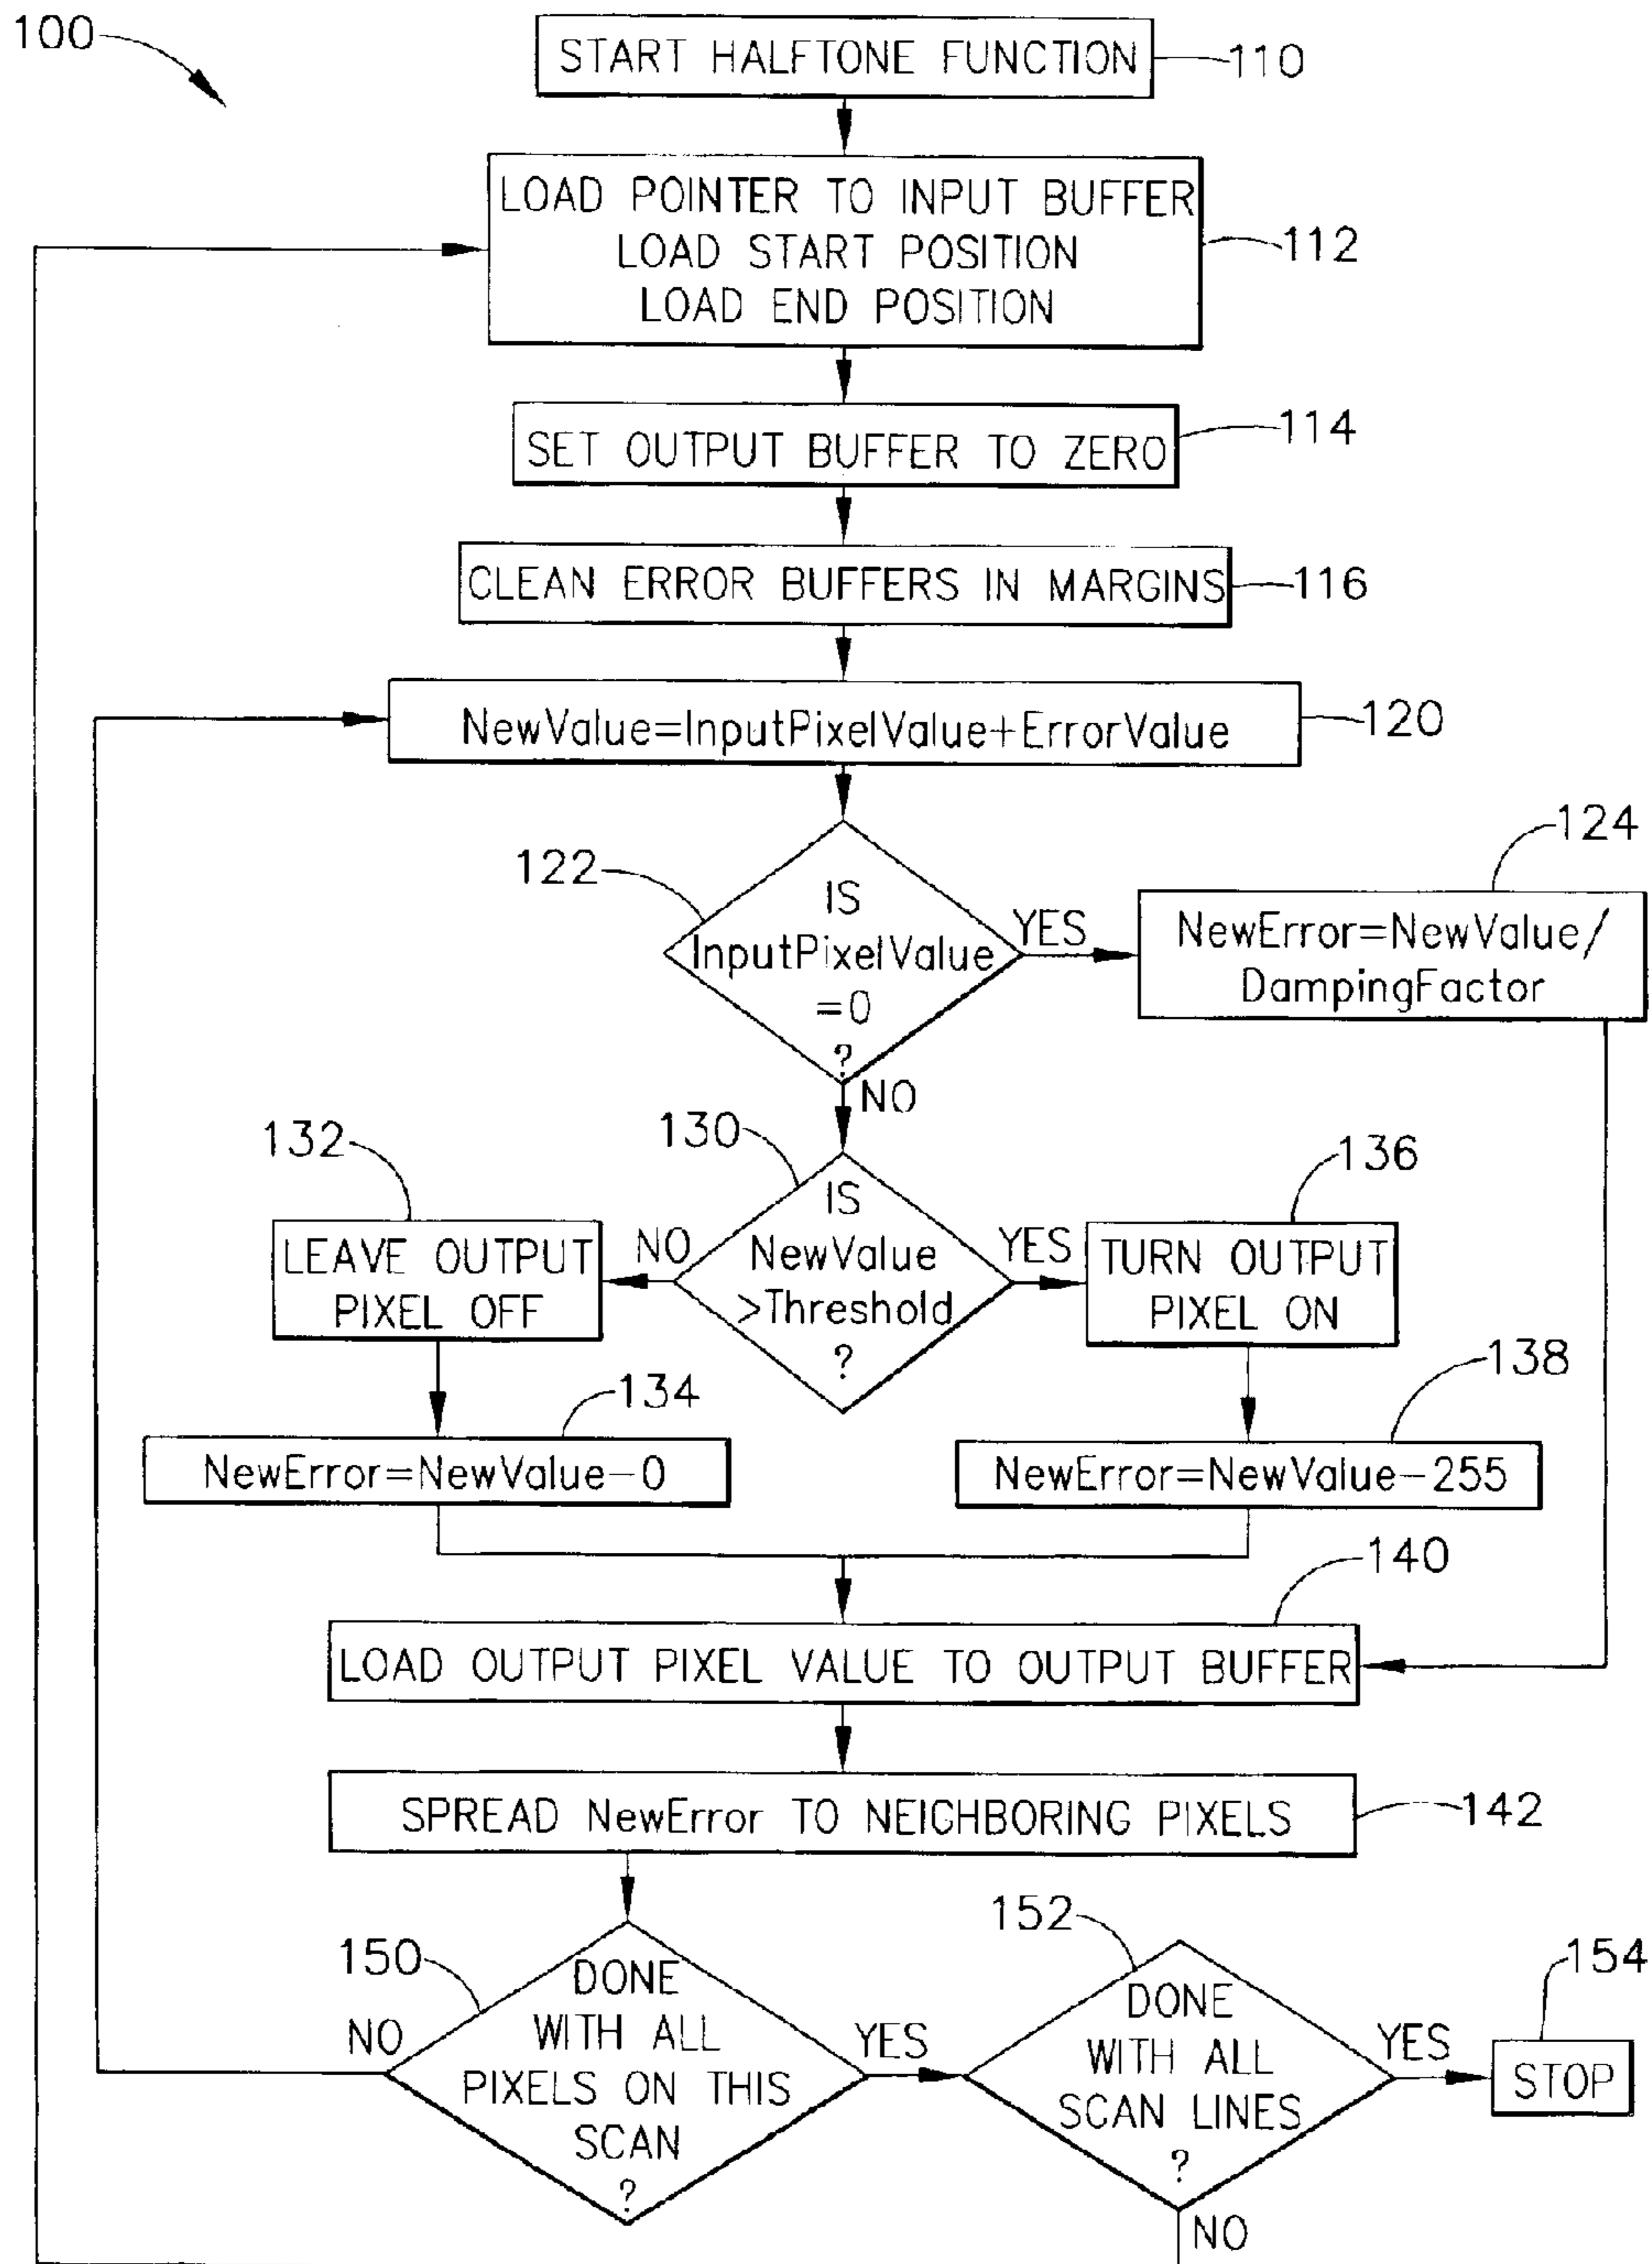 100
START HALFTONE FUNCTION
110
LOAD POINTER TO INPUT BUFFER
LOAD START POSITION
LOAD END POSITION
112
SET OUTPUT BUFFER TO ZERO
114
CLEAN ERROR BUFFERS IN MARGINS
116
NewValue=InputPixelValue+ErrorValue
120
122
IS
InputPixelValue
=0
?
YES
NO
124
NewError=NewValue/
DampingFactor
130
IS
NewValue
>Threshold
?
NO
YES
132
LEAVE OUTPUT
PIXEL OFF
136
TURN OUTPUT
PIXEL ON
134
NewError=NewValue-0
138
NewError=NewValue-255
140
LOAD OUTPUT PIXEL VALUE TO OUTPUT BUFFER
SPREAD NewError TO NEIGHBORING PIXELS
142
150
DONE
WITH ALL
PIXELS ON THIS
SCAN
?
NO
YES
152
DONE
WITH ALL
SCAN LINES
?
YES
NO
154
STOP